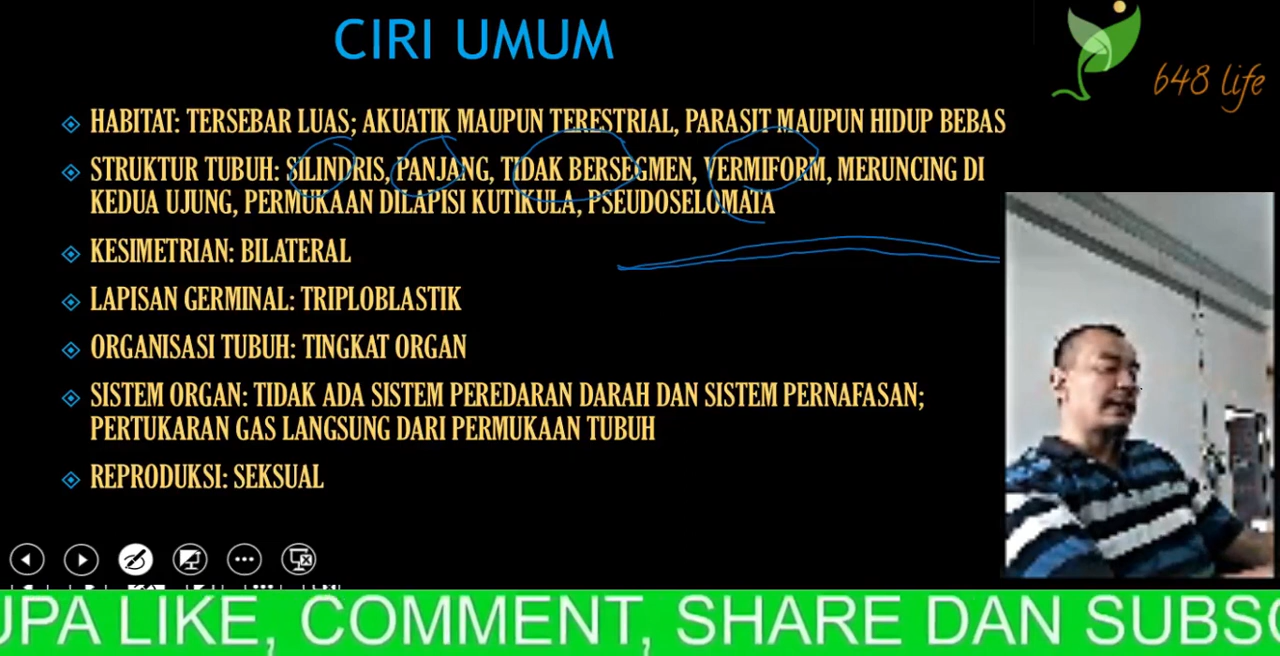 CIRI UMUM
648 life
HABITAT: TERSEBAR LUAS; AKUATIK MAUPUN TERESTRIAL, PARASIT MAUPUN HIDUP BEBAS
STRUKTUR TUBUH: SILINDRIS, PANJANG, TIDAK BERSEGMEN, VERMIFORM, MERUNCING DI
KEDUA UJUNG, PERMUKAAN DILAPISI KUTIKULA, PSEUDOSELOMATA
KESIMETRIAN: BILATERAL
LAPISAN GERMINAL: TRIPLOBLASTIK
ORGANISASI TUBUH: TINGKAT ORGAN
SISTEM ORGAN: TIDAK ADA SISTEM PEREDARAN DARAH DAN SISTEM PERNAFASAN;
PERTUKARAN GAS LANGSUNG DARI PERMUKAAN TUBUH
REPRODUKSI: SEKSUAL
UPA LIKE, COMMENT, SHARE DAN SUBSC